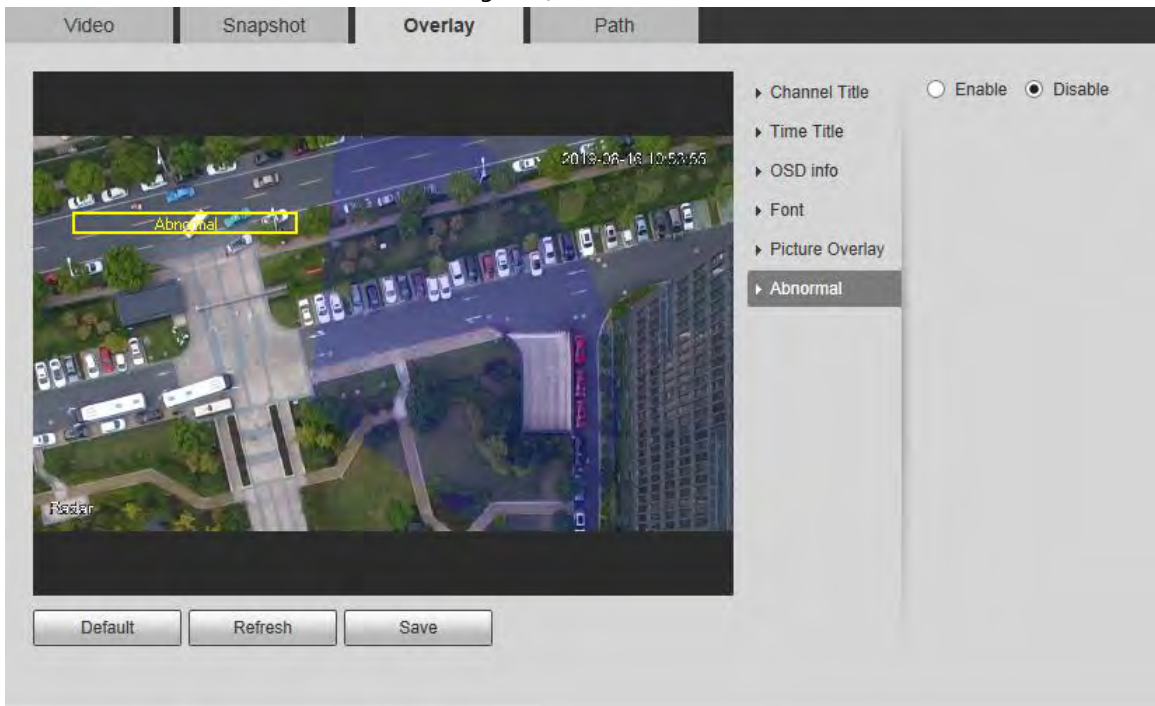 Video Snapshot Overlay Path
Channel Title Enable Disable
Time Title
2019-08-16 10:53:55
OSD info
Font
Abnormal
Picture Overlay
Abnormal
Radar
Default Refresh Save